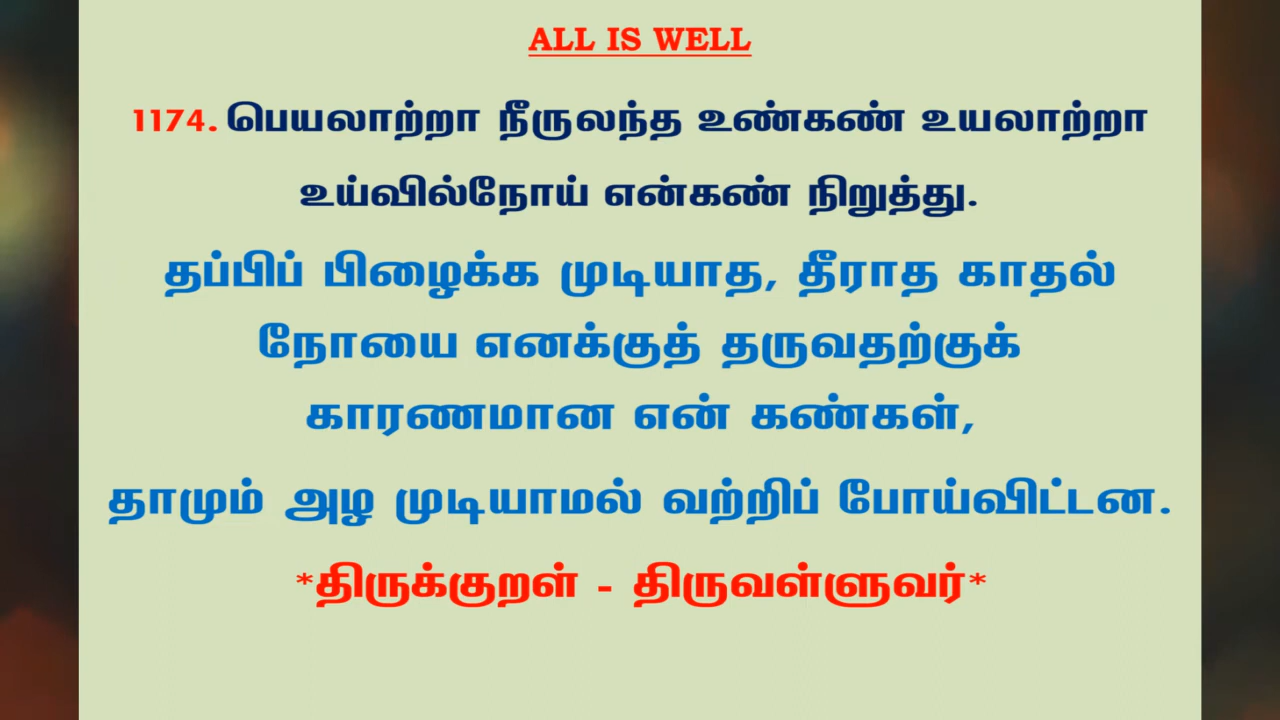 ALL IS WELL
1174. பெயலாற்றா நீருலந்த உண்கண் உயலாற்றா
உய்வில்நோய் என்கண் நிறுத்து.
தப்பிப் பிழைக்க முடியாத, தீராத காதல்
நோயை எனக்குத் தருவதற்குக்
காரணமான என் கண்கள்,
தாமும் அழ முடியாமல் வற்றிப் போய்விட்டன.
*திருக்குறள் - திருவள்ளுவர்*